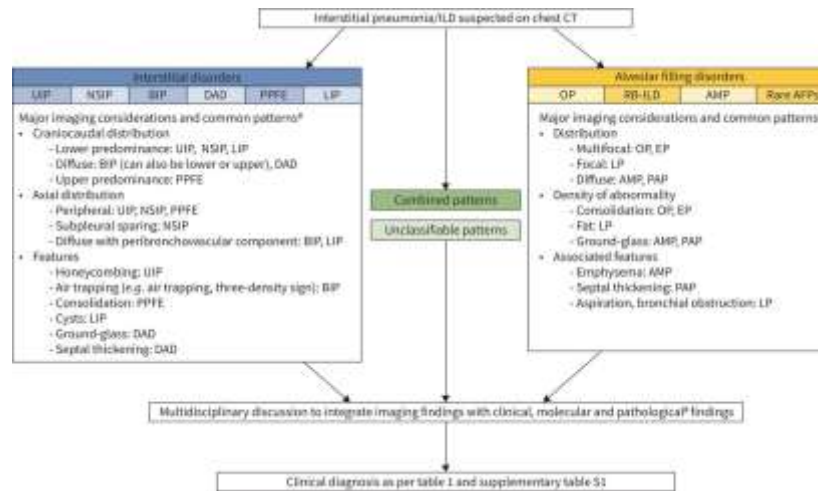 Interstitial pneumonia/ILD suspected on chest CT
Interstitial disorders
UIP NSIP BIP DAD PPFE LIP
Major imaging considerations and common patterns#
• Craniocaudal distribution
- Lower predominance: UIP, NSIP, LIP
- Diffuse: BIP (can also be lower or upper), DAD
- Upper predominance: PPFE
• Axial distribution
- Peripheral: UIP, NSIP, PPFE
- Subpleural sparing: NSIP
- Diffuse with peribronchovascular component: BIP, LIP
• Features
- Honeycombing: UIP
- Air trapping (e.g. air trapping, three-density sign): BIP
- Consolidation: PPFE
- Cysts: LIP
- Ground-glass: DAD
- Septal thickening: DAD
Combined patterns
Unclassifiable patterns
Alveolar filling disorders
OP RB-ILD AMP Rare AFPs
Major imaging considerations and common patterns
• Distribution
- Multifocal: OP, EP
- Focal: LP
- Diffuse: AMP, PAP
• Density of abnormality
- Consolidation: OP, EP
- Fat: LP
- Ground-glass: AMP, PAP
• Associated features
- Emphysema: AMP
- Septal thickening: PAP
- Aspiration, bronchial obstruction: LP
Multidisciplinary discussion to integrate imaging findings with clinical, molecular and pathological findings
Clinical diagnosis as per table 1 and supplementary table S1